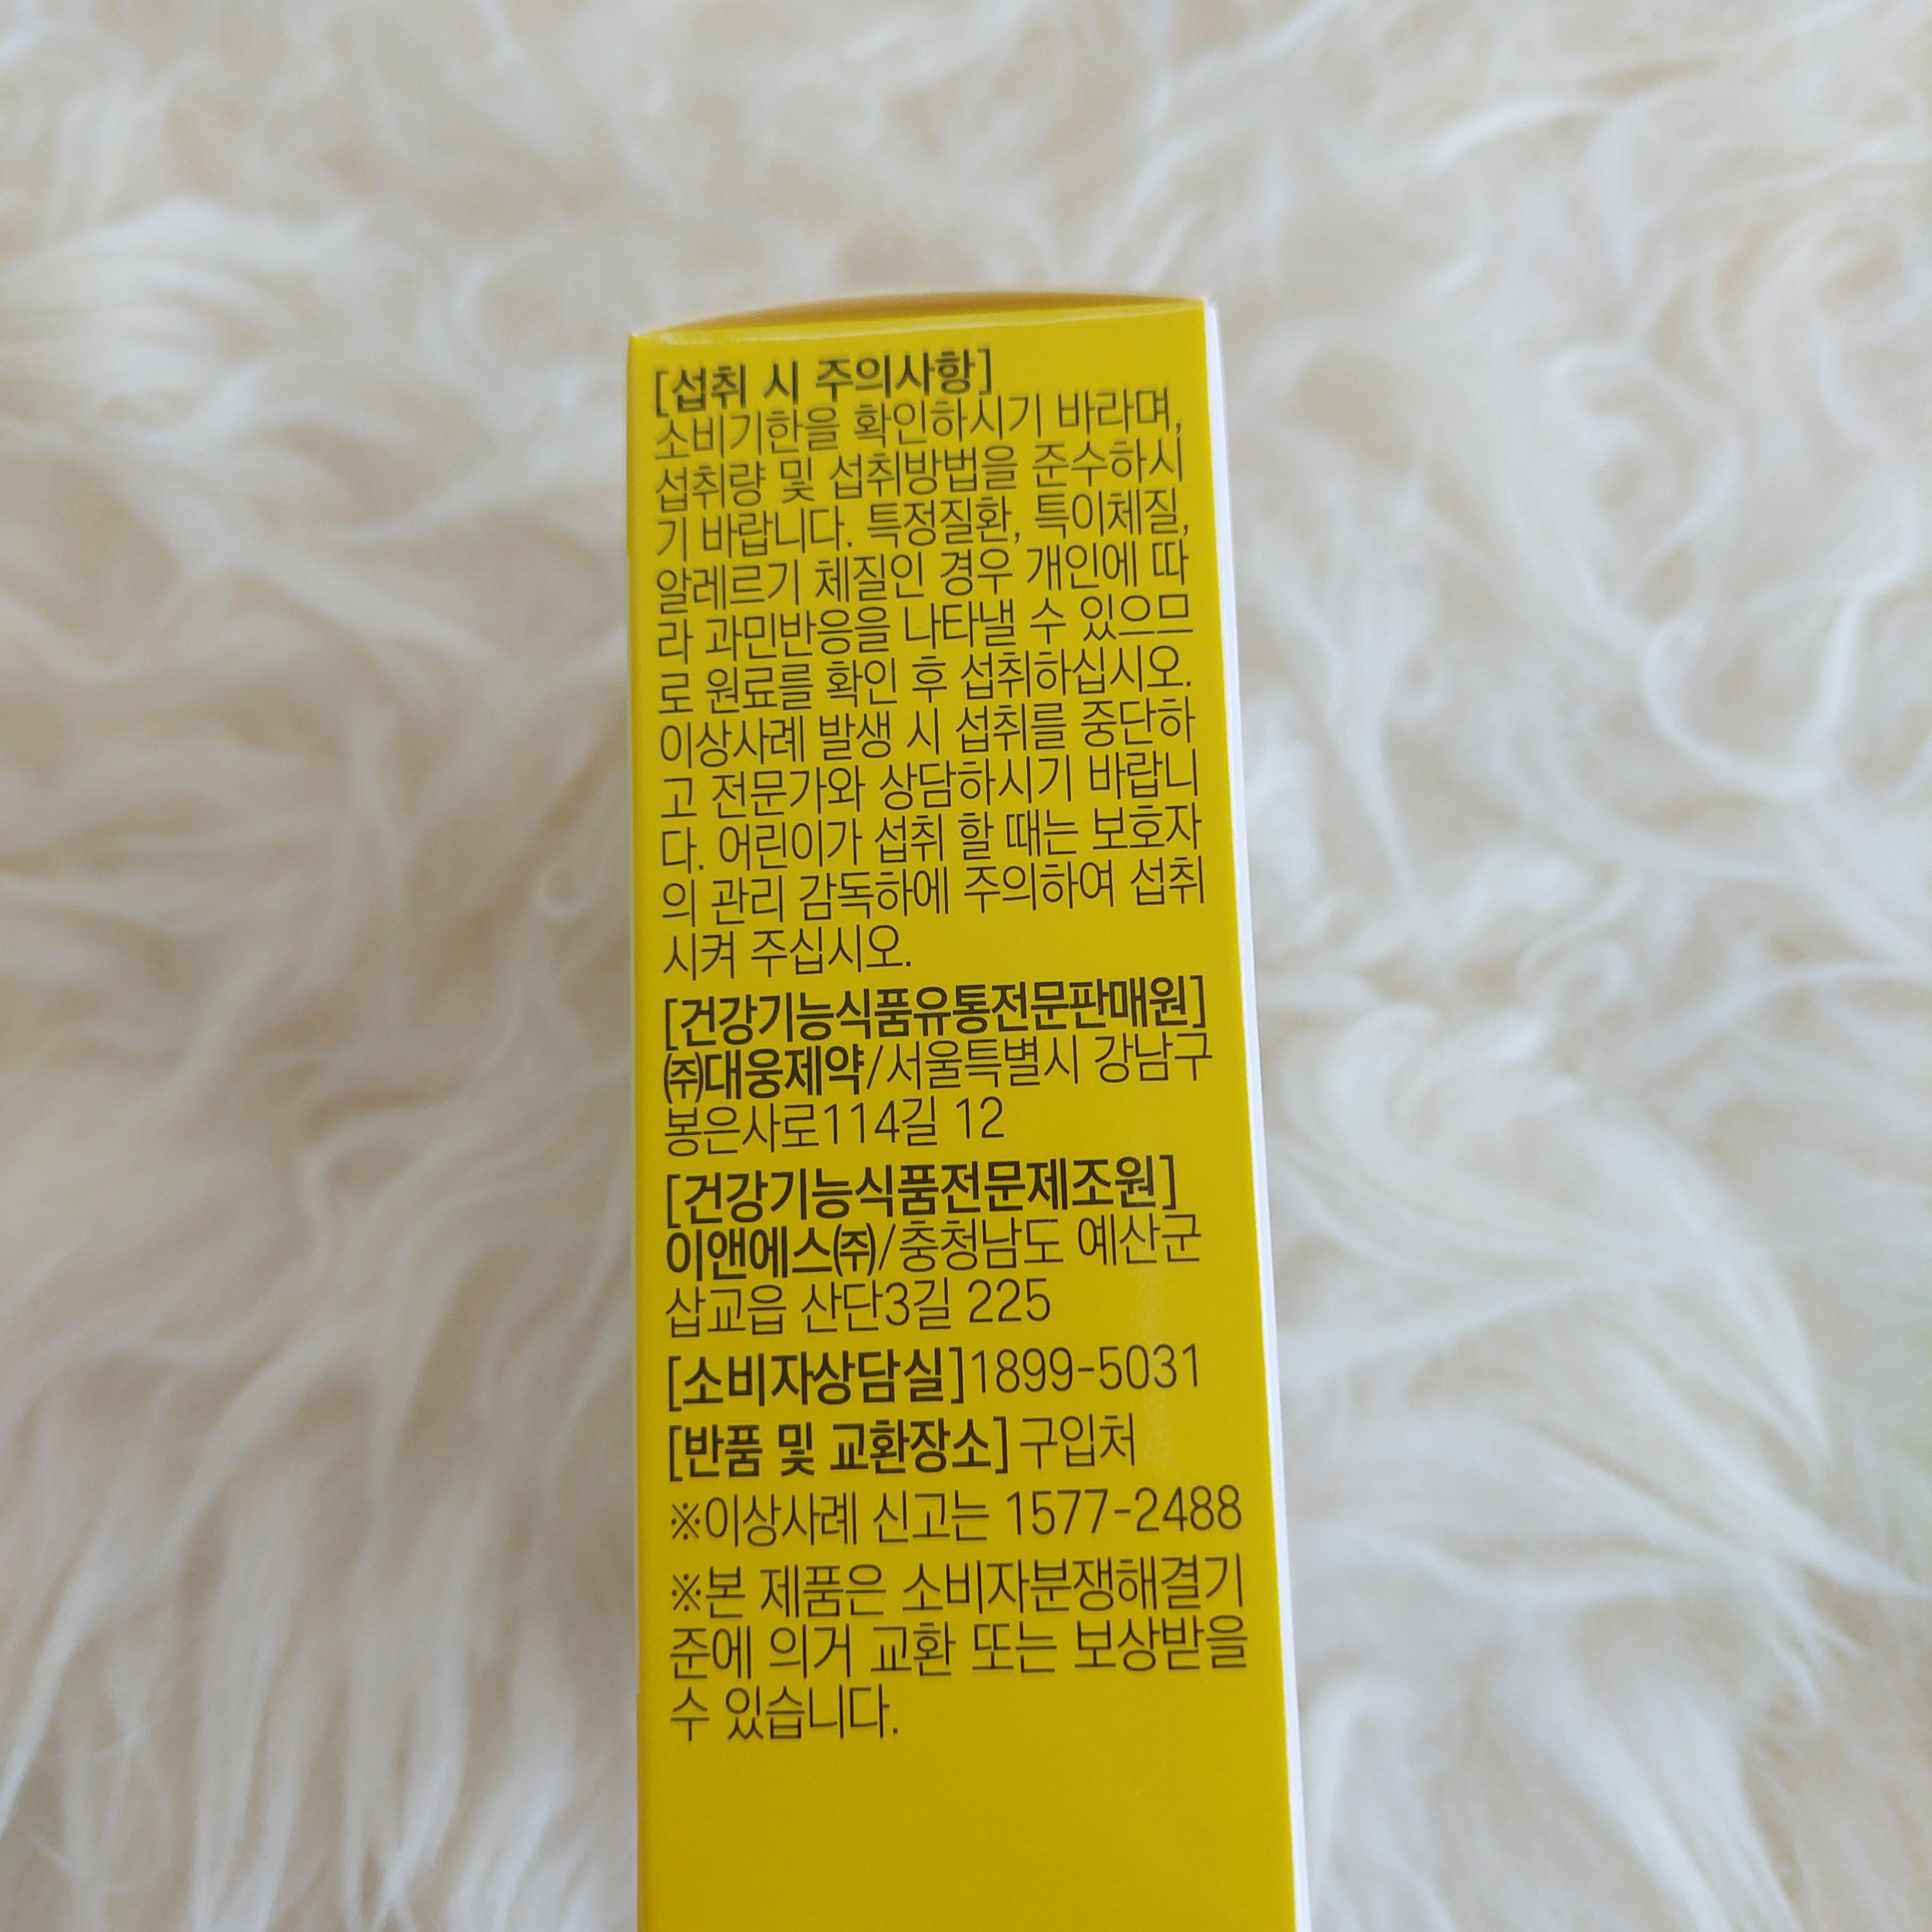 [섭취 시 주의사항]
소비기한을 확인하시기 바라며,
섭취량 및 섭취방법을 준수하시
기 바랍니다. 특정질환, 특이체질,
알레르기 체질인 경우 개인에 따
라 과민반응을 나타낼 수 있으므
로 원료를 확인 후 섭취하십시오.
이상사례 발생 시 섭취를 중단하
고 전문가와 상담하시기 바랍니
다. 어린이가 섭취 할 때는 보호자
의 관리 감독하에 주의하여 섭취
시켜 주십시오.
[건강기능식품유통전문판매원]
㈜대웅제약/서울특별시 강남구
봉은사로114길 12
[건강기능식품전문제조원]
이앤에스㈜/충청남도 예산군
삽교읍 산단3길 225
[소비자상담실]1899-5031
[반품 및 교환장소] 구입처
※이상사례 신고는 1577-2488
※본 제품은 소비자분쟁해결기
준에 의거 교환 또는 보상받을
수 있습니다.